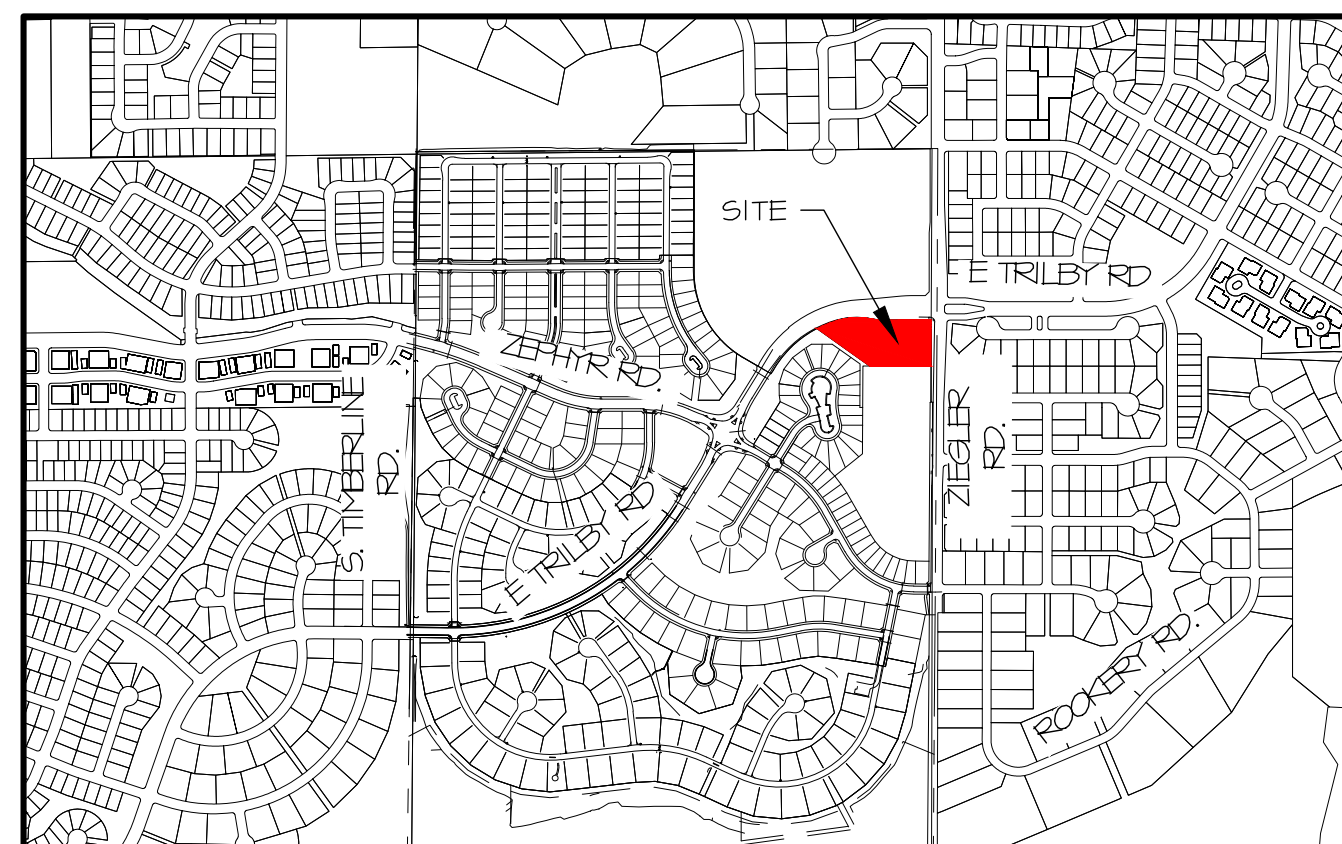 SITE
E TRILBY RD
ZEPHYR RD.
S. TIMBERLINE
RD.
ZIEGLER
RD.
E TRILBY RD
ROOKERY RD.